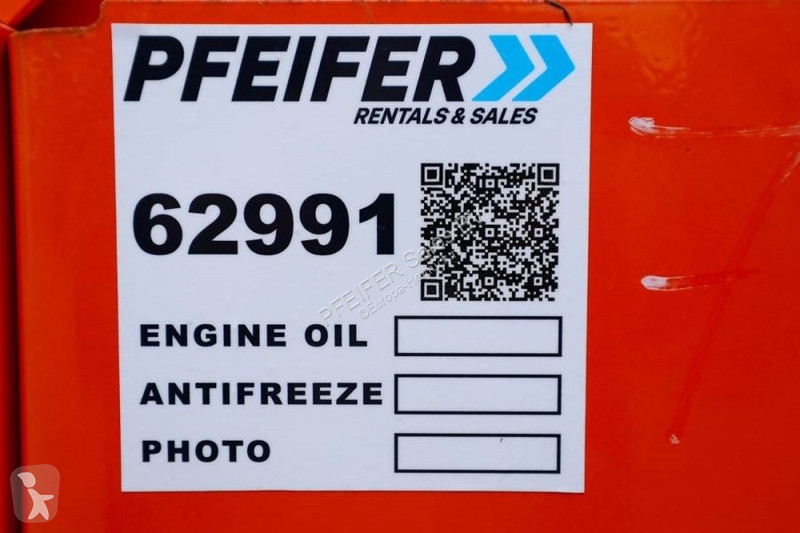 PFEIFER
RENTALS & SALES
62991
ENGINE OIL
ANTIFREEZE
PHOTO